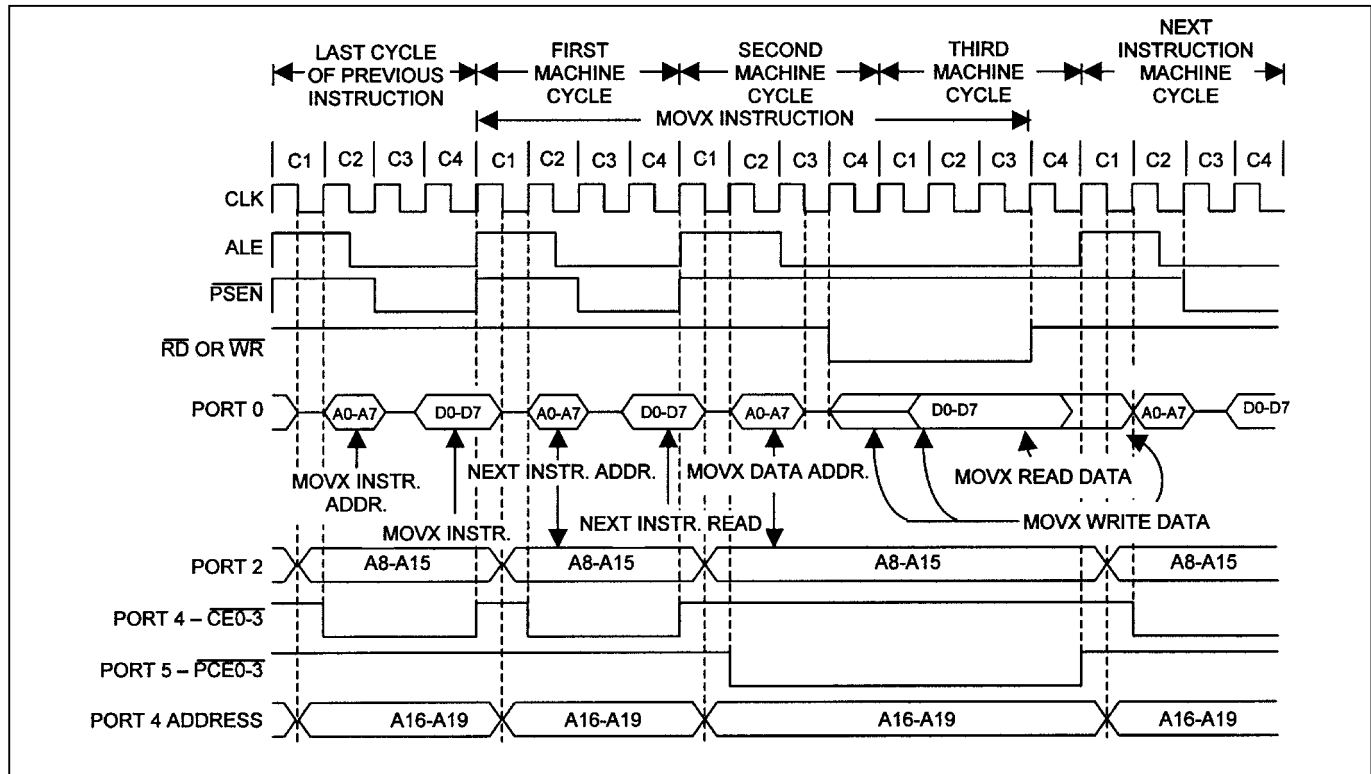 LAST CYCLE
OF PREVIOUS
INSTRUCTION
FIRST
MACHINE
CYCLE
SECOND
MACHINE
CYCLE
THIRD
MACHINE
CYCLE
NEXT
INSTRUCTION
MACHINE
CYCLE
MOVX INSTRUCTION
C1 C2 C3 C4 C1 C2 C3 C4 C1 C2 C3 C4 C1 C2 C3 C4 C1 C2 C3 C4
CLK
ALE
PSEN
RD OR WR
PORT 0 A0-A7 D0-D7 A0-A7 D0-D7 A0-A7 D0-D7 A0-A7 D0-D7
MOVX INSTR.
ADDR.
NEXT INSTR. ADDR.
MOVX DATA ADDR.
MOVX READ DATA
MOVX INSTR.
NEXT INSTR. READ
MOVX WRITE DATA
PORT 2 A8-A15 A8-A15 A8-A15 A8-A15
PORT 4 – CE0-3
PORT 5 – PCE0-3
PORT 4 ADDRESS A16-A19 A16-A19 A16-A19 A16-A19